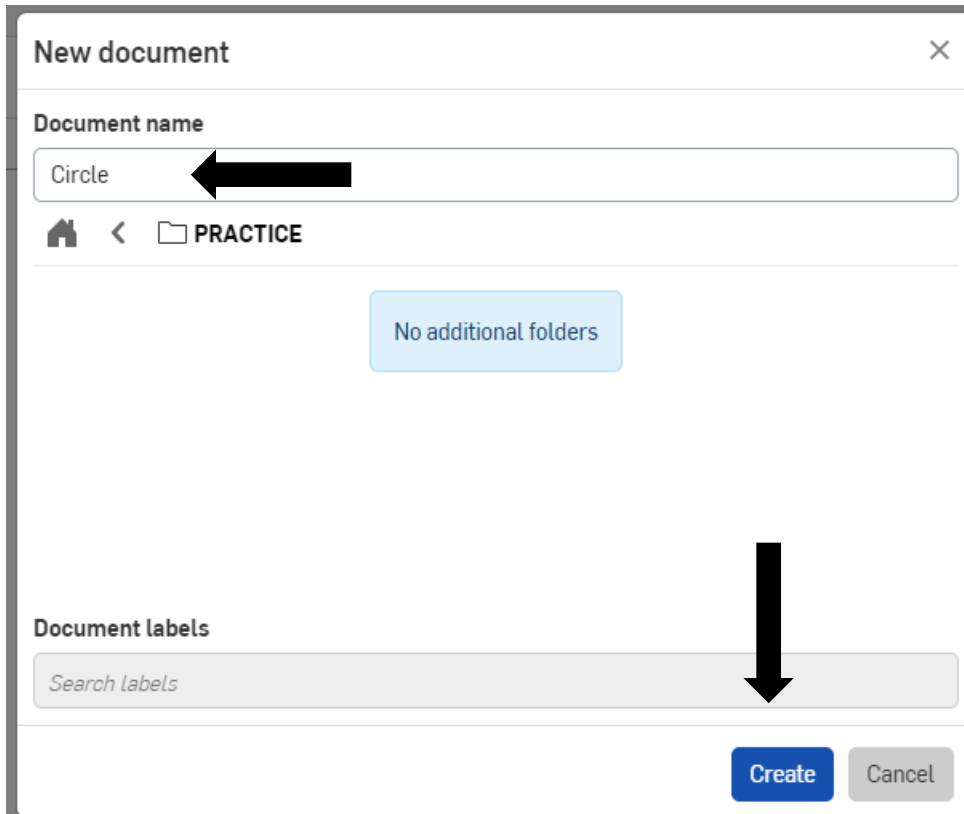 New document
Document name
Circle
PRACTICE
No additional folders
Document labels
Search labels
Create Cancel